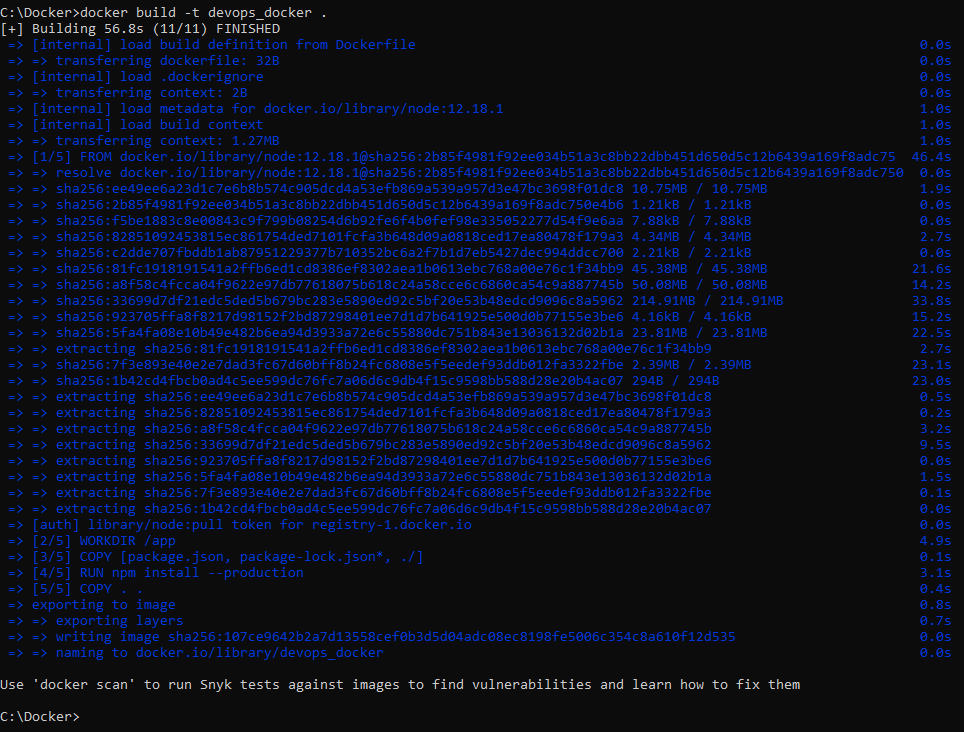 C:\Docker>docker build -t devops_docker .
[+] Building 56.8s (11/11) FINISHED
=> [internal] load build definition from Dockerfile 0.0s
=> => transferring dockerfile: 32B 0.0s
=> [internal] load .dockerignore 0.0s
=> => transferring context: 2B 0.0s
=> [internal] load metadata for docker.io/library/node:12.18.1 1.0s
=> [internal] load build context 1.0s
=> => transferring context: 1.27MB 1.0s
=> [1/5] FROM docker.io/library/node:12.18.1@sha256:2b85f4981f92ee034b51a3c8bb22dbb451d650d5c12b6439a169f8adc75 46.4s
=> => resolve docker.io/library/node:12.18.1@sha256:2b85f4981f92ee034b51a3c8bb22dbb451d650d5c12b6439a169f8adc750 0.0s
=> => sha256:ee49ee6a23d1c7e6b8b574c905dcd4a53efb869a539a957d3e47bc3698f01dc8 10.75MB / 10.75MB 1.9s
=> => sha256:2b85f4981f92ee034b51a3c8bb22dbb451d650d5c12b6439a169f8adc750e4b6 1.21kB / 1.21kB 0.0s
=> => sha256:f5be1883c8e00843c9f799b08254d6b92fe6f4b0fef98e335052277d54f9e6aa 7.88kB / 7.88kB 0.0s
=> => sha256:82851092453815ec861754ded7101fcfa3b648d09a0818ced17ea80478f179a3 4.34MB / 4.34MB 2.7s
=> => sha256:c2dde707fbddb1ab87951229377b710352bc6a2f7b1d7eb5427dec994ddcc700 2.21kB / 2.21kB 0.0s
=> => sha256:81fc1918191541a2ffb6ed1cd8386ef8302aea1b0613ebc768a00e76c1f34bb9 45.38MB / 45.38MB 21.6s
=> => sha256:a8f58c4fcca04f9622e97db77618075b618c24a58cce6c6860ca54c9a887745b 50.08MB / 50.08MB 14.2s
=> => sha256:33699d7df21edc5ded5b679bc283e5890ed92c5bf20e53b48edcd9096c8a5962 214.91MB / 214.91MB 33.8s
=> => sha256:923705ffa8f8217d98152f2bd87298401ee7d1d7b641925e500d0b77155e3be6 4.16kB / 4.16kB 15.2s
=> => sha256:5fa4fa08e10b49e482b6ea94d3933a72e6c55880dc751b843e13036132d02b1a 23.81MB / 23.81MB 22.5s
=> => extracting sha256:81fc1918191541a2ffb6ed1cd8386ef8302aea1b0613ebc768a00e76c1f34bb9 2.7s
=> => sha256:7f3e893e40e2e7dad3fc67d60bff8b24fc6808e5f5eedef93ddb012fa3322fbe 2.39MB / 2.39MB 23.1s
=> => sha256:1b42cd4fbcb0ad4c5ee599dc76fc7a06d6c9db4f15c9598bb588d28e20b4ac07 294B / 294B 23.0s
=> => extracting sha256:ee49ee6a23d1c7e6b8b574c905dcd4a53efb869a539a957d3e47bc3698f01dc8 0.5s
=> => extracting sha256:82851092453815ec861754ded7101fcfa3b648d09a0818ced17ea80478f179a3 0.2s
=> => extracting sha256:a8f58c4fcca04f9622e97db77618075b618c24a58cce6c6860ca54c9a887745b 3.2s
=> => extracting sha256:33699d7df21edc5ded5b679bc283e5890ed92c5bf20e53b48edcd9096c8a5962 9.5s
=> => extracting sha256:923705ffa8f8217d98152f2bd87298401ee7d1d7b641925e500d0b77155e3be6 0.0s
=> => extracting sha256:5fa4fa08e10b49e482b6ea94d3933a72e6c55880dc751b843e13036132d02b1a 1.5s
=> => extracting sha256:7f3e893e40e2e7dad3fc67d60bff8b24fc6808e5f5eedef93ddb012fa3322fbe 0.1s
=> => extracting sha256:1b42cd4fbcb0ad4c5ee599dc76fc7a06d6c9db4f15c9598bb588d28e20b4ac07 0.0s
=> [auth] library/node:pull token for registry-1.docker.io 0.0s
=> [2/5] WORKDIR /app 4.9s
=> [3/5] COPY [package.json, package-lock.json*, ./] 0.1s
=> [4/5] RUN npm install --production 3.1s
=> [5/5] COPY . . 0.4s
=> exporting to image 0.8s
=> => exporting layers 0.7s
=> => writing image sha256:107ce9642b2a7d13558cef0b3d5d04adc08ec8198fe5006c354c8a610f12d535 0.0s
=> => naming to docker.io/library/devops_docker 0.0s
Use 'docker scan' to run Snyk tests against images to find vulnerabilities and learn how to fix them
C:\Docker>